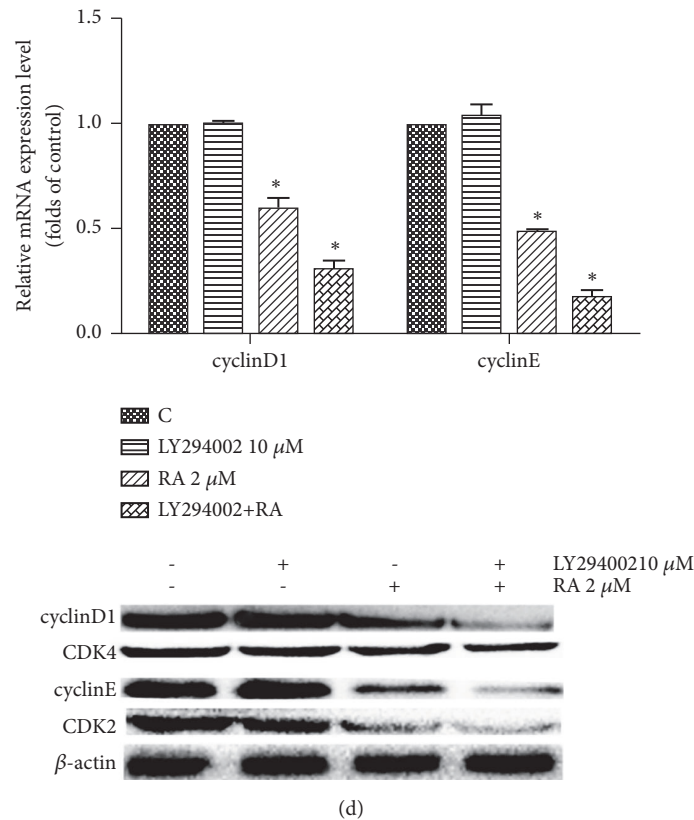 1.5
1.0
0.5
0.0
Relative mRNA expression level
(folds of control)
* * * *
cyclinD1 cyclinE
C
LY294002 10 μM
RA 2 μM
LY294002+RA
- + - + LY29400210 μM
- - + + RA 2 μM
cyclinD1
CDK4
cyclinE
CDK2
β-actin
(d)